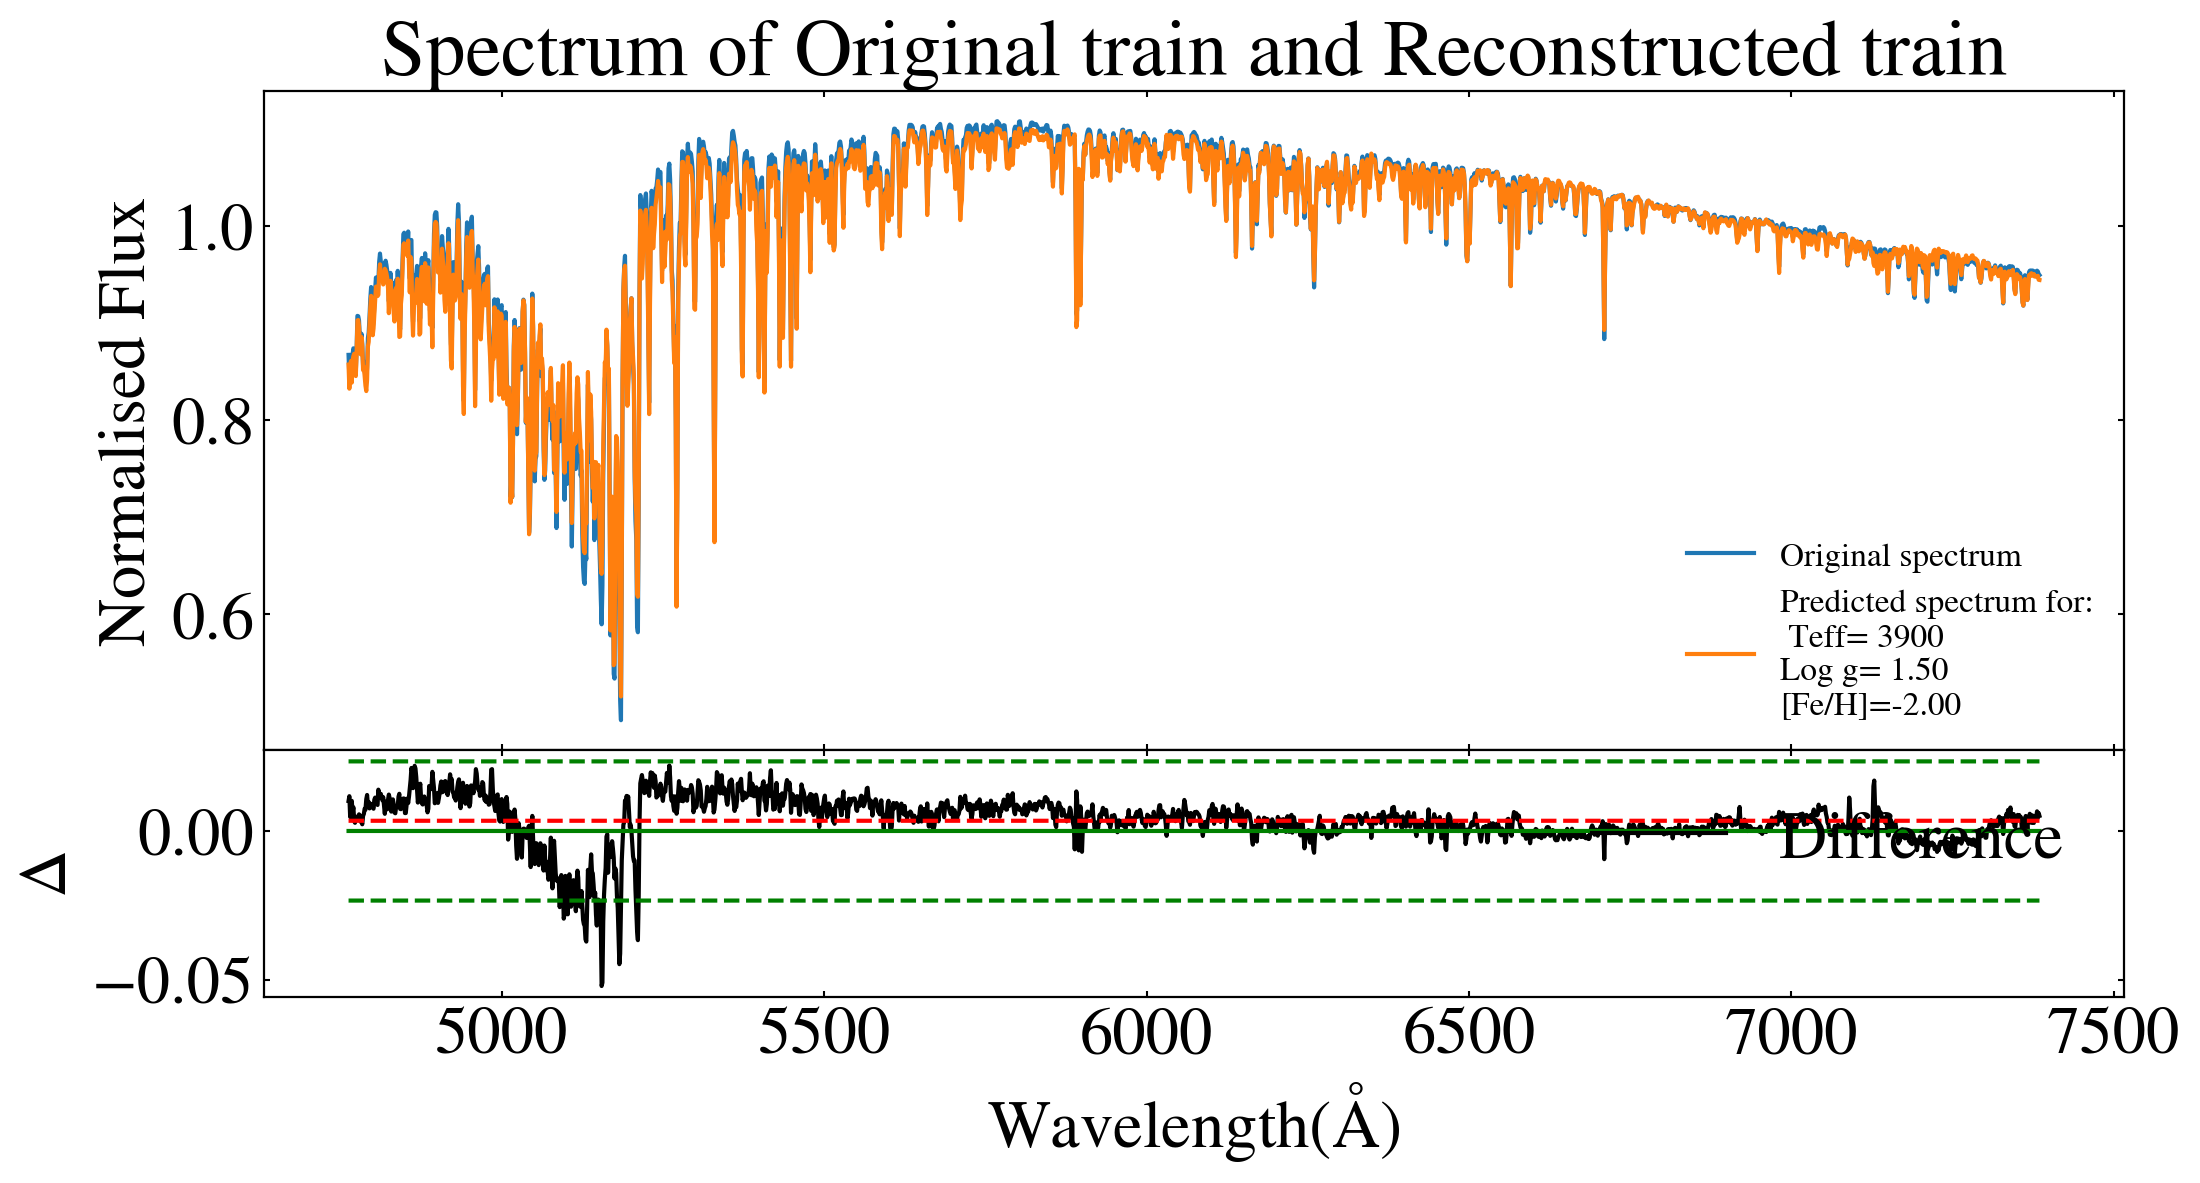 Spectrum of Original train and Reconstructed train
Normalised Flux
1.0
0.8
0.6
Original spectrum
Predicted spectrum for:
Teff= 3900
Log g= 1.50
[Fe/H]=-2.00
Δ
0.00
−0.05
Difference
5000 5500 6000 6500 7000 7500
Wavelength(Å)